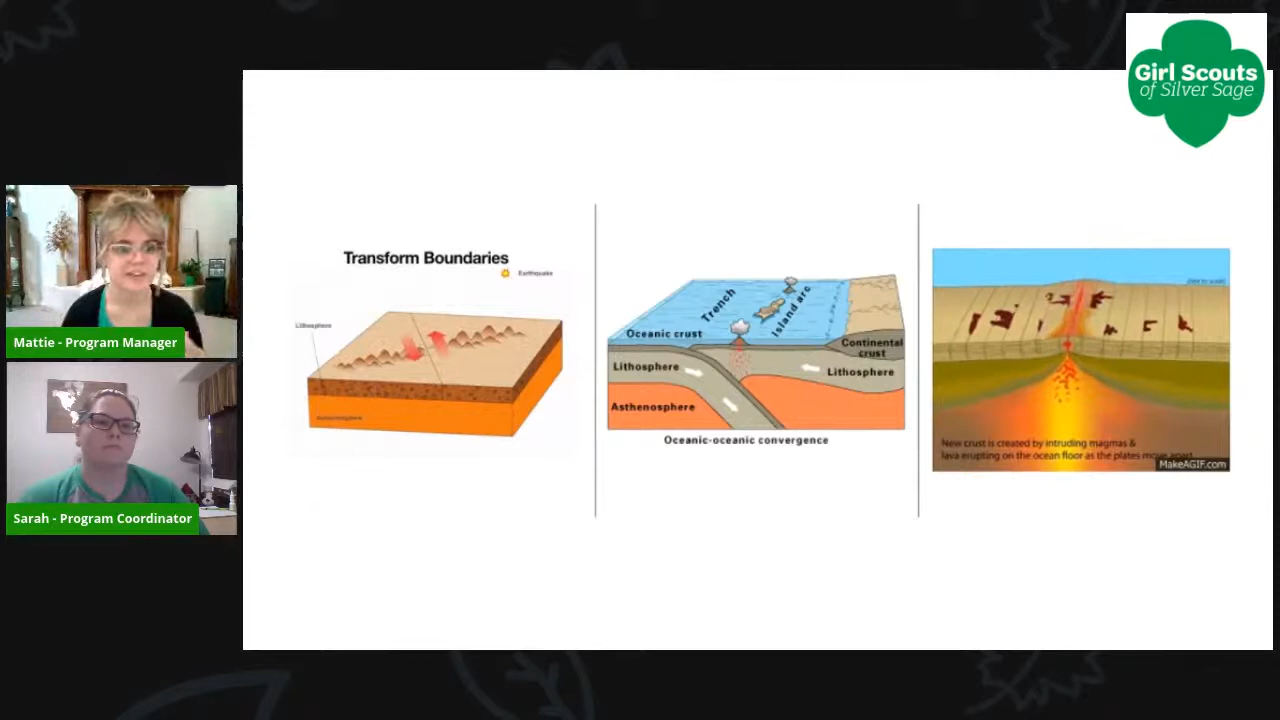 Girl Scouts
of Silver Sage
Mattie - Program Manager
Sarah - Program Coordinator
Transform Boundaries
Earthquake
Lithosphere
Asthenosphere
Trench
Island arc
Oceanic crust
Continental
crust
Lithosphere
Lithosphere
Asthenosphere
Oceanic-oceanic convergence
New crust is created by intruding magmas &
lava erupting on the ocean floor as the plates move apart
MakeAGIF.com